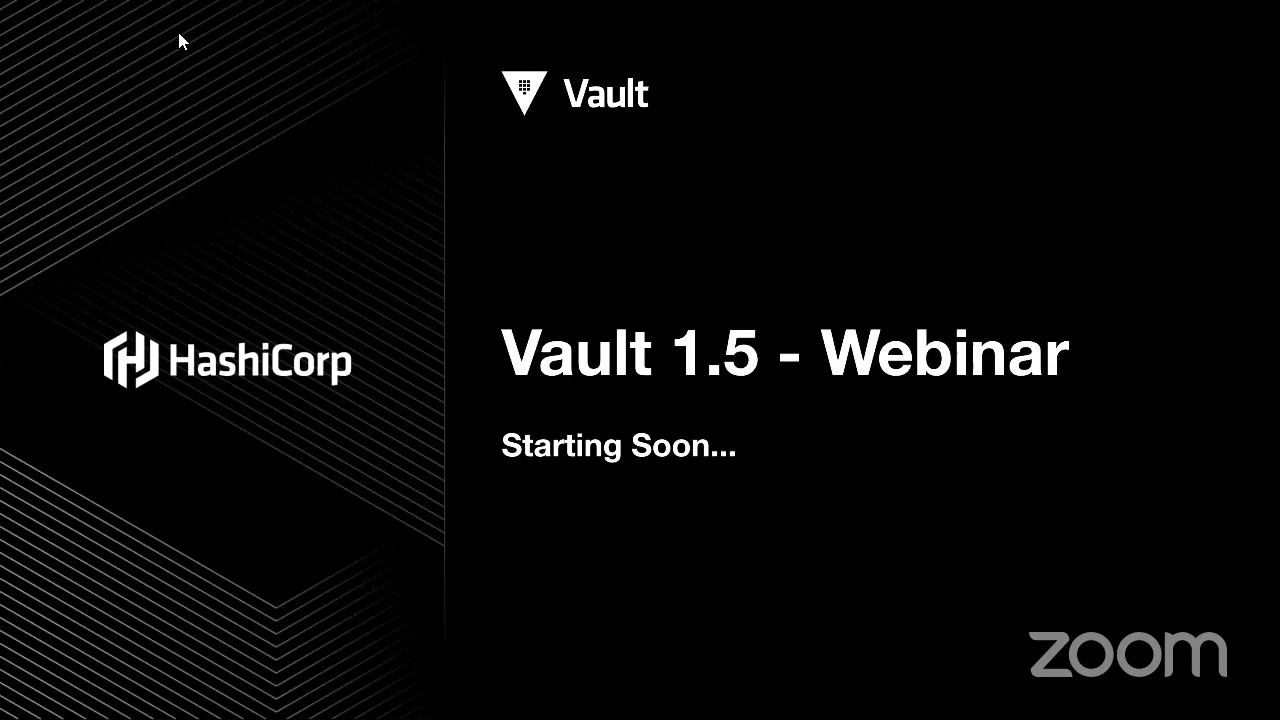 Vault
HashiCorp
Vault 1.5 - Webinar
Starting Soon...
zoom